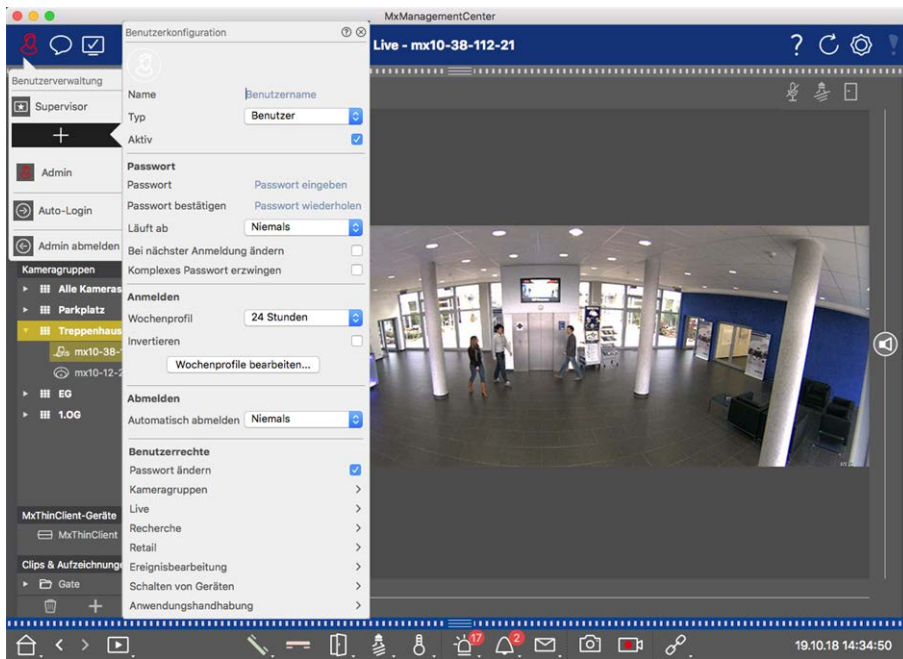 MxManagementCenter
Live - mx10-38-112-21
?
Benutzerverwaltung
Supervisor
+
Admin
Auto-Login
Admin abmelden
Kameragruppen
Alle Kameras
Parkplatz
Treppenhaus
mx10-38-
mx10-12-2
EG
1.OG
MxThinClient-Geräte
MxThinClient
Clips & Aufzeichnunge
Gate
Benutzerkonfiguration
Name Benutzername
Typ Benutzer
Aktiv
Passwort
Passwort Passwort eingeben
Passwort bestätigen Passwort wiederholen
Läuft ab Niemals
Bei nächster Anmeldung ändern
Komplexes Passwort erzwingen
Anmelden
Wochenprofil 24 Stunden
Invertieren
Wochenprofile bearbeiten...
Abmelden
Automatisch abmelden Niemals
Benutzerrechte
Passwort ändern
Kameragruppen
Live
Recherche
Retail
Ereignisbearbeitung
Schalten von Geräten
Anwendungshandhabung
17
2
19.10.18 14:34:50